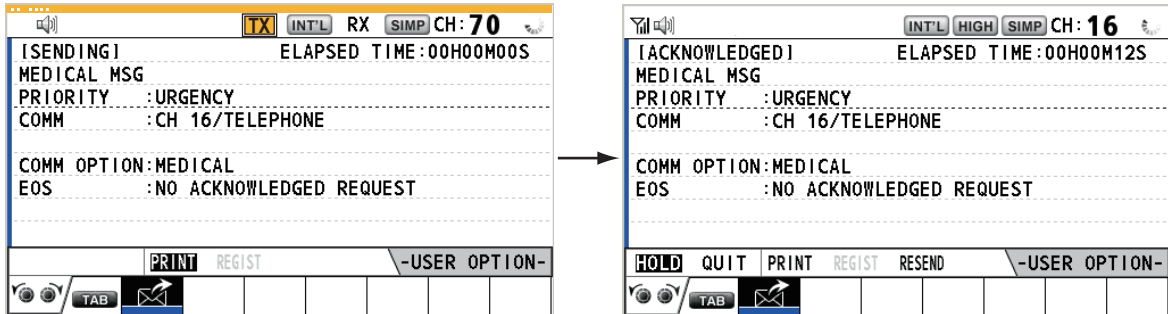 TX INT'L RX SIMP CH:70
[SENDING] ELAPSED TIME:00H00M00S
MEDICAL MSG
PRIORITY :URGENCY
COMM :CH 16/TELEPHONE
COMM OPTION:MEDICAL
EOS :NO ACKNOWLEDGED REQUEST
PRINT REGIST -USER OPTION-
TAB
INT'L HIGH SIMP CH:16
[ACKNOWLEDGED] ELAPSED TIME:00H00M12S
MEDICAL MSG
PRIORITY :URGENCY
COMM :CH 16/TELEPHONE
COMM OPTION:MEDICAL
EOS :NO ACKNOWLEDGED REQUEST
HOLD QUIT PRINT REGIST RESEND -USER OPTION-
TAB